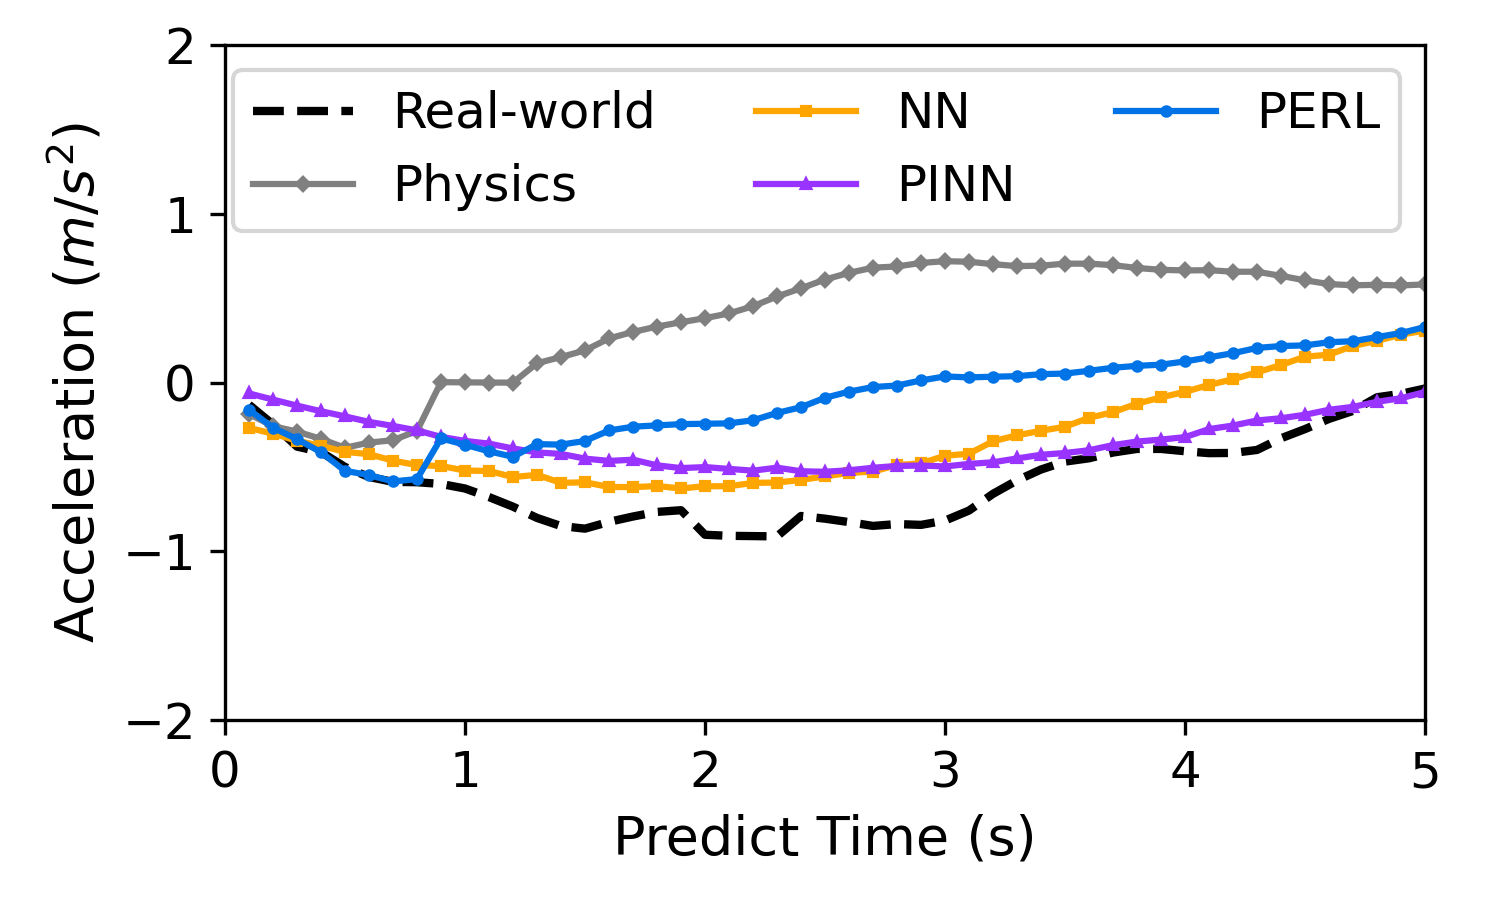 2
1
0
−1
−2
Acceleration (m/s²)
Real-world
Physics
NN
PINN
PERL
0 1 2 3 4 5
Predict Time (s)